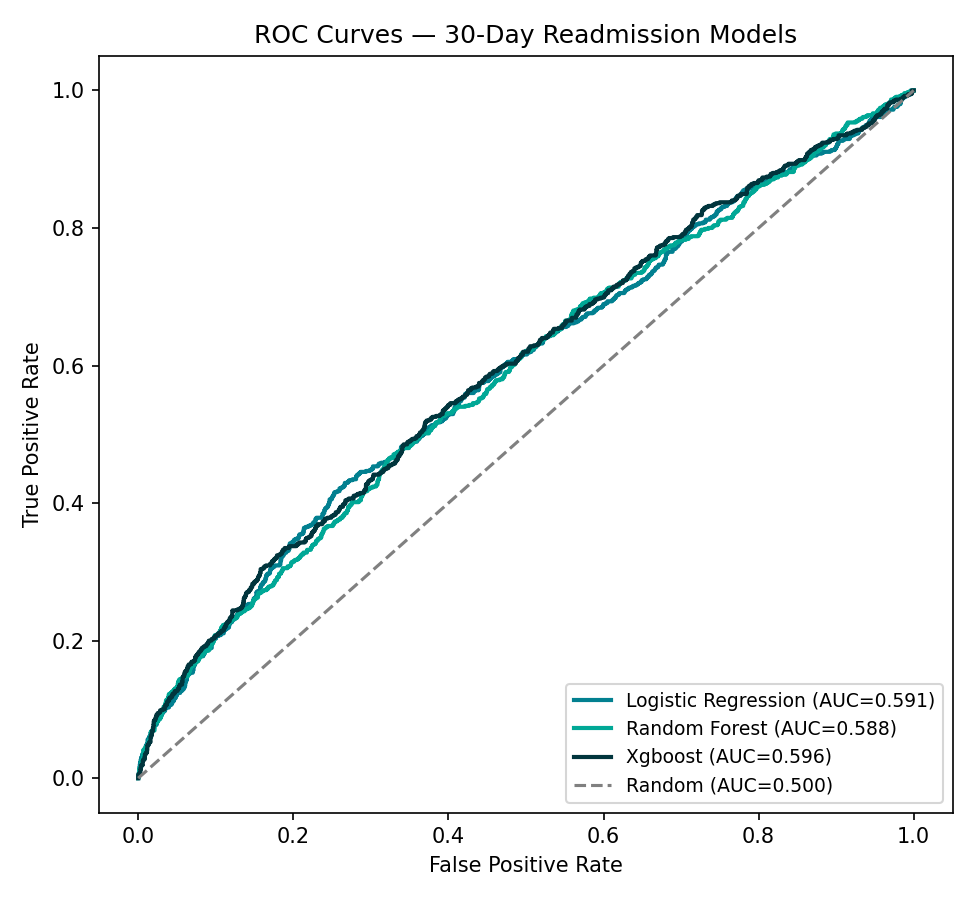 ROC Curves — 30-Day Readmission Models
True Positive Rate
1.0
0.8
0.6
0.4
0.2
0.0
Logistic Regression (AUC=0.591)
Random Forest (AUC=0.588)
Xgboost (AUC=0.596)
Random (AUC=0.500)
0.0 0.2 0.4 0.6 0.8 1.0
False Positive Rate